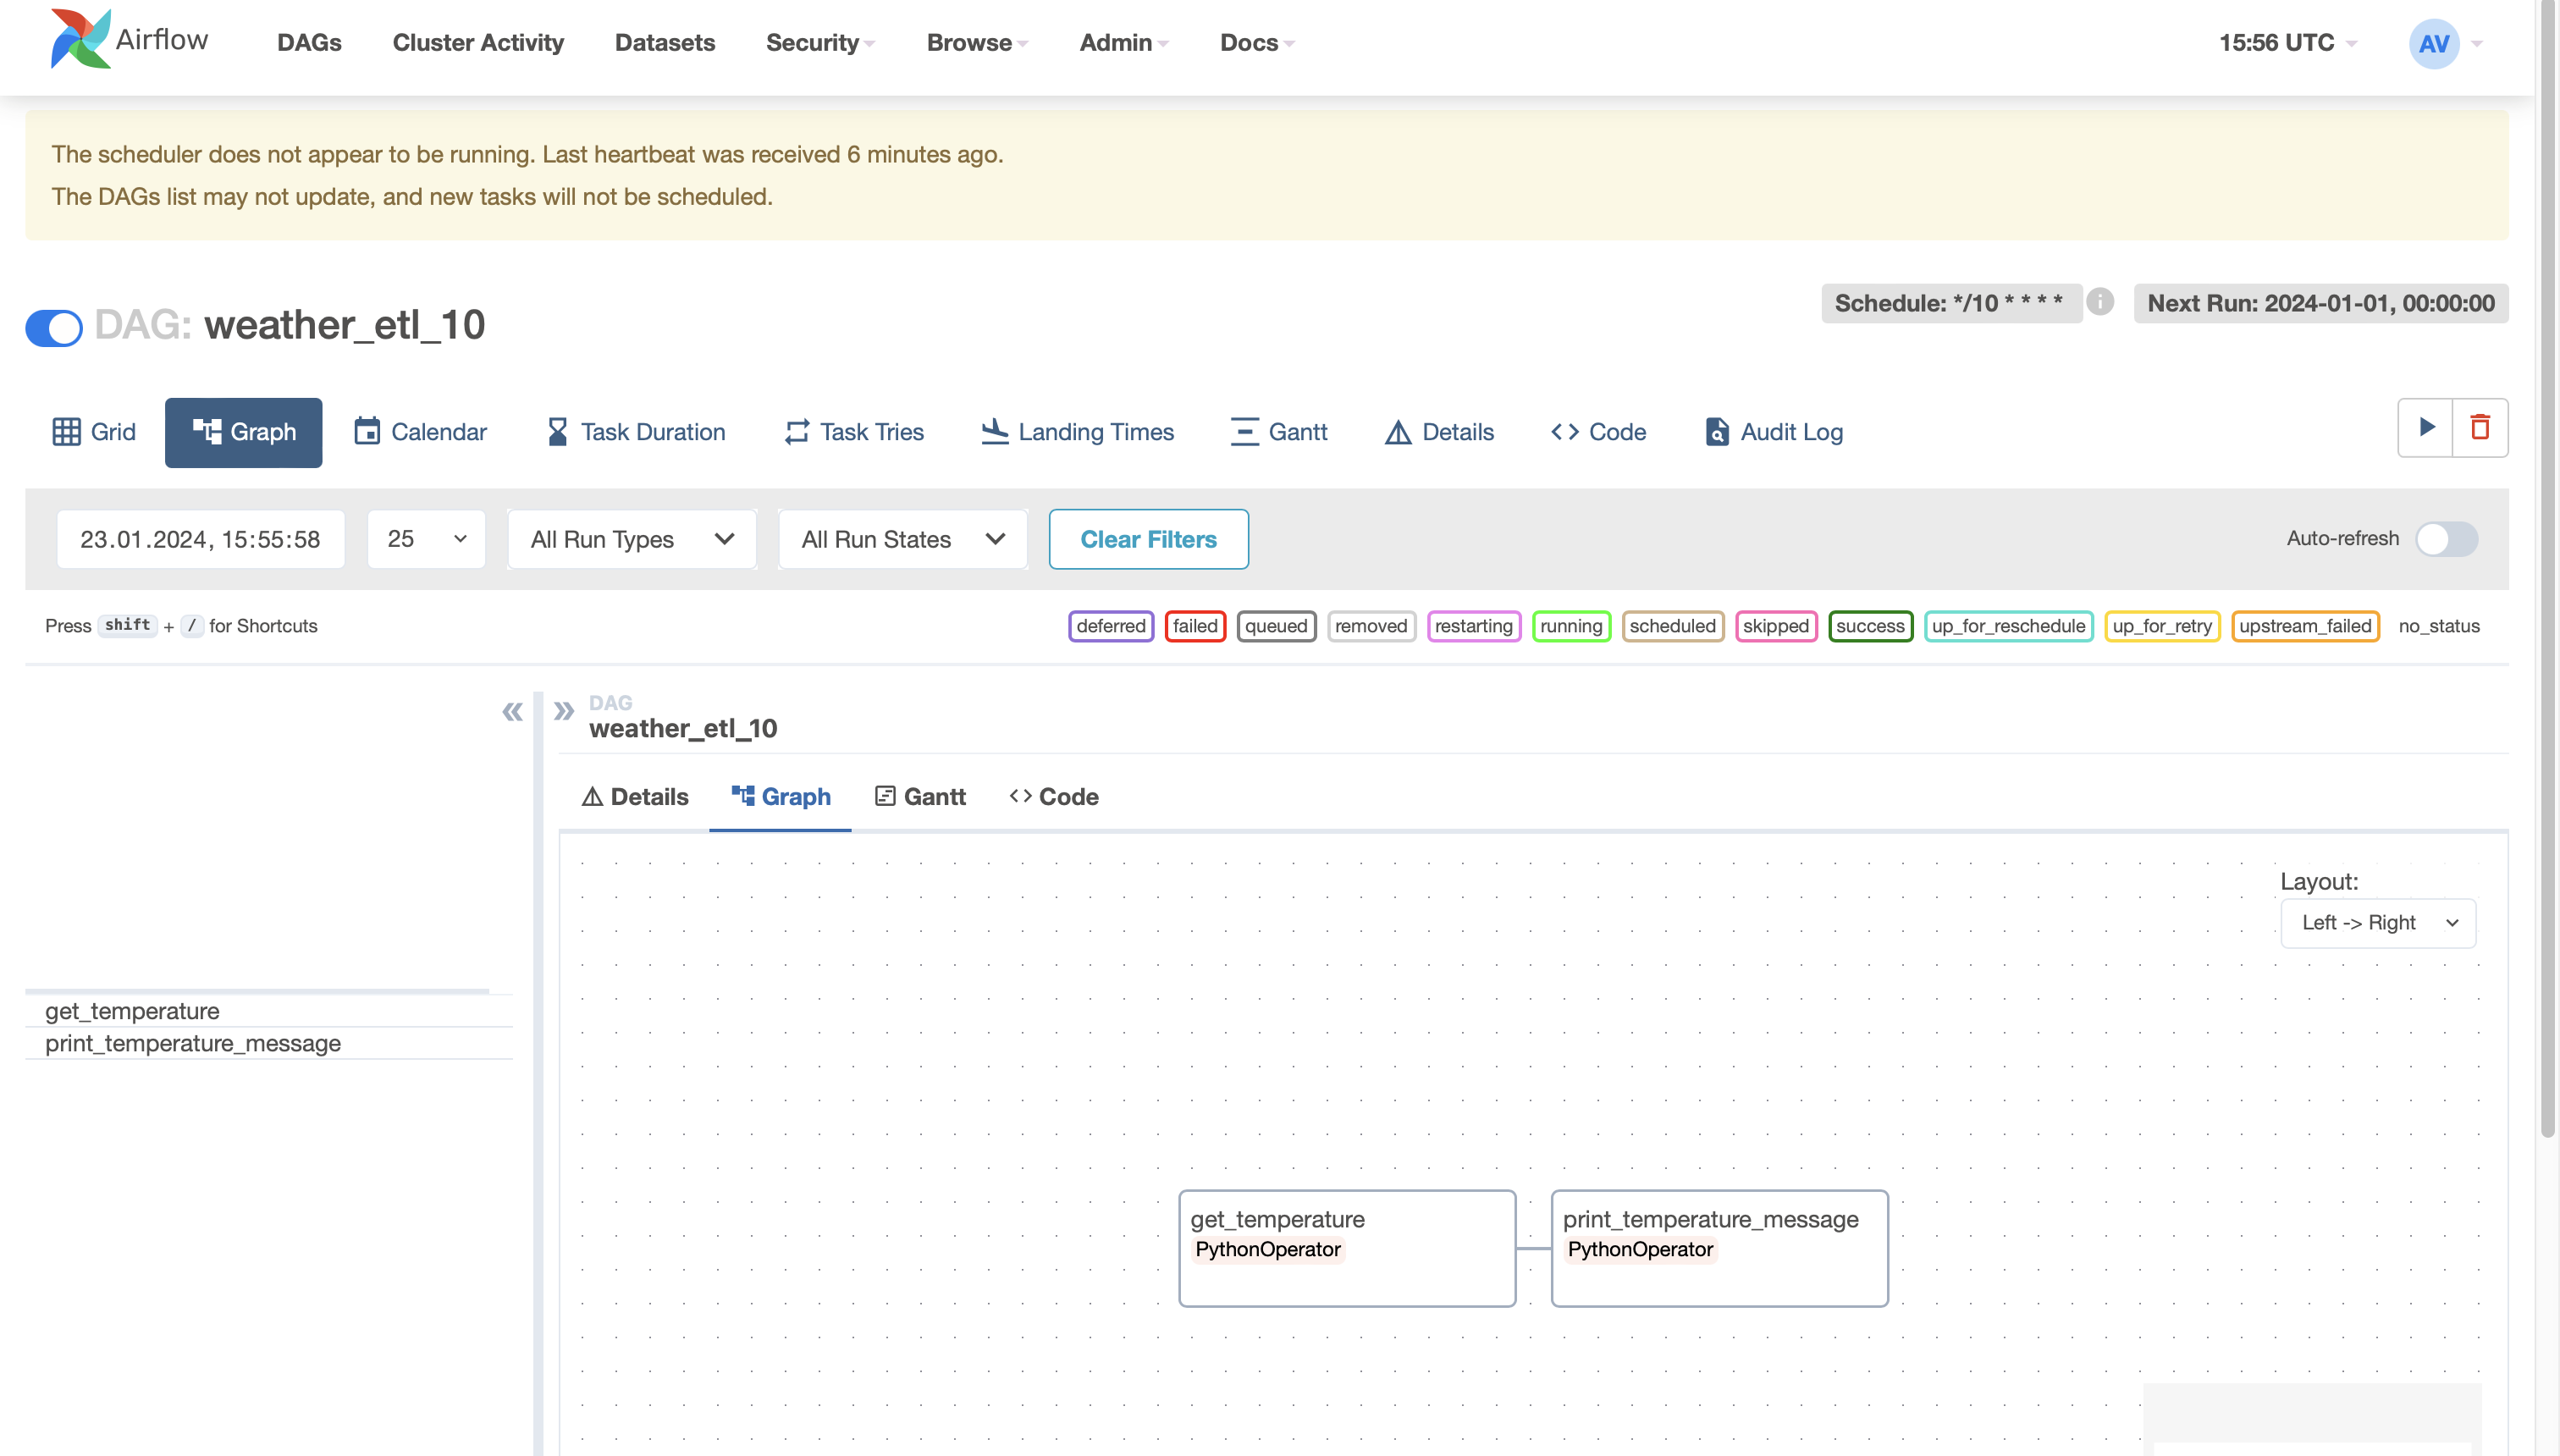 Airflow DAGs Cluster Activity Datasets Security Browse Admin Docs 15:56 UTC AV
The scheduler does not appear to be running. Last heartbeat was received 6 minutes ago.
The DAGs list may not update, and new tasks will not be scheduled.
Schedule: */10 * * * * i Next Run: 2024-01-01, 00:00:00
DAG: weather_etl_10
Grid Graph Calendar Task Duration Task Tries Landing Times Gantt Details Code Audit Log
23.01.2024, 15:55:58 25 All Run Types All Run States Clear Filters Auto-refresh
Press shift + / for Shortcuts deferred failed queued removed restarting running scheduled skipped success up_for_reschedule up_for_retry upstream_failed no_status
DAG
weather_etl_10
Details Graph Gantt Code
Layout:
Left -> Right
get_temperature
print_temperature_message
get_temperature print_temperature_message
PythonOperator PythonOperator